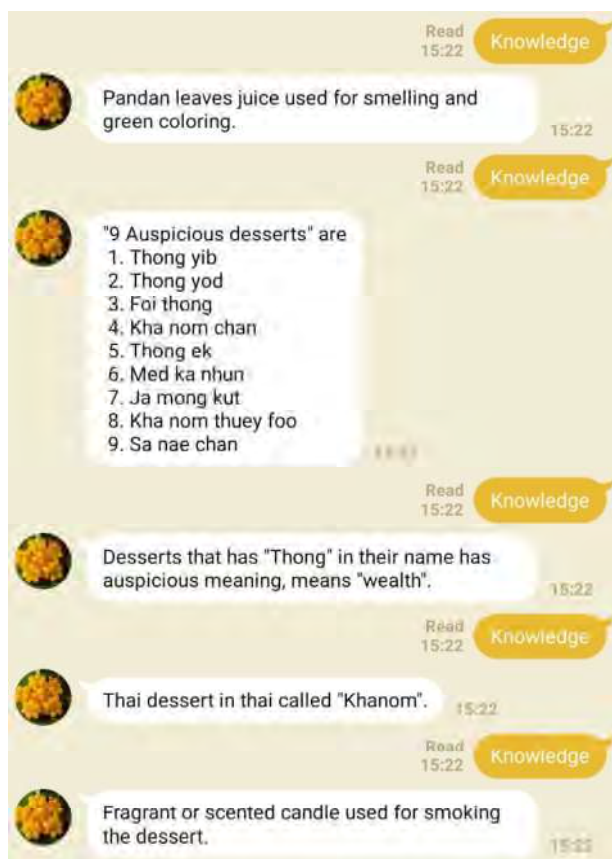 Read
15:22
Knowledge
Pandan leaves juice used for smelling and
green coloring.
15:22
Read
15:22
Knowledge
"9 Auspicious desserts" are
1. Thong yib
2. Thong yod
3. Foi thong
4. Kha nom chan
5. Thong ek
6. Med ka nhun
7. Ja mong kut
8. Kha nom thuey foo
9. Sa nae chan
Read
15:22
Knowledge
Desserts that has "Thong" in their name has
auspicious meaning, means "wealth".
15:22
Read
15:22
Knowledge
Thai dessert in thai called "Khanom".
15:22
Read
15:22
Knowledge
Fragrant or scented candle used for smoking
the dessert.
15:22